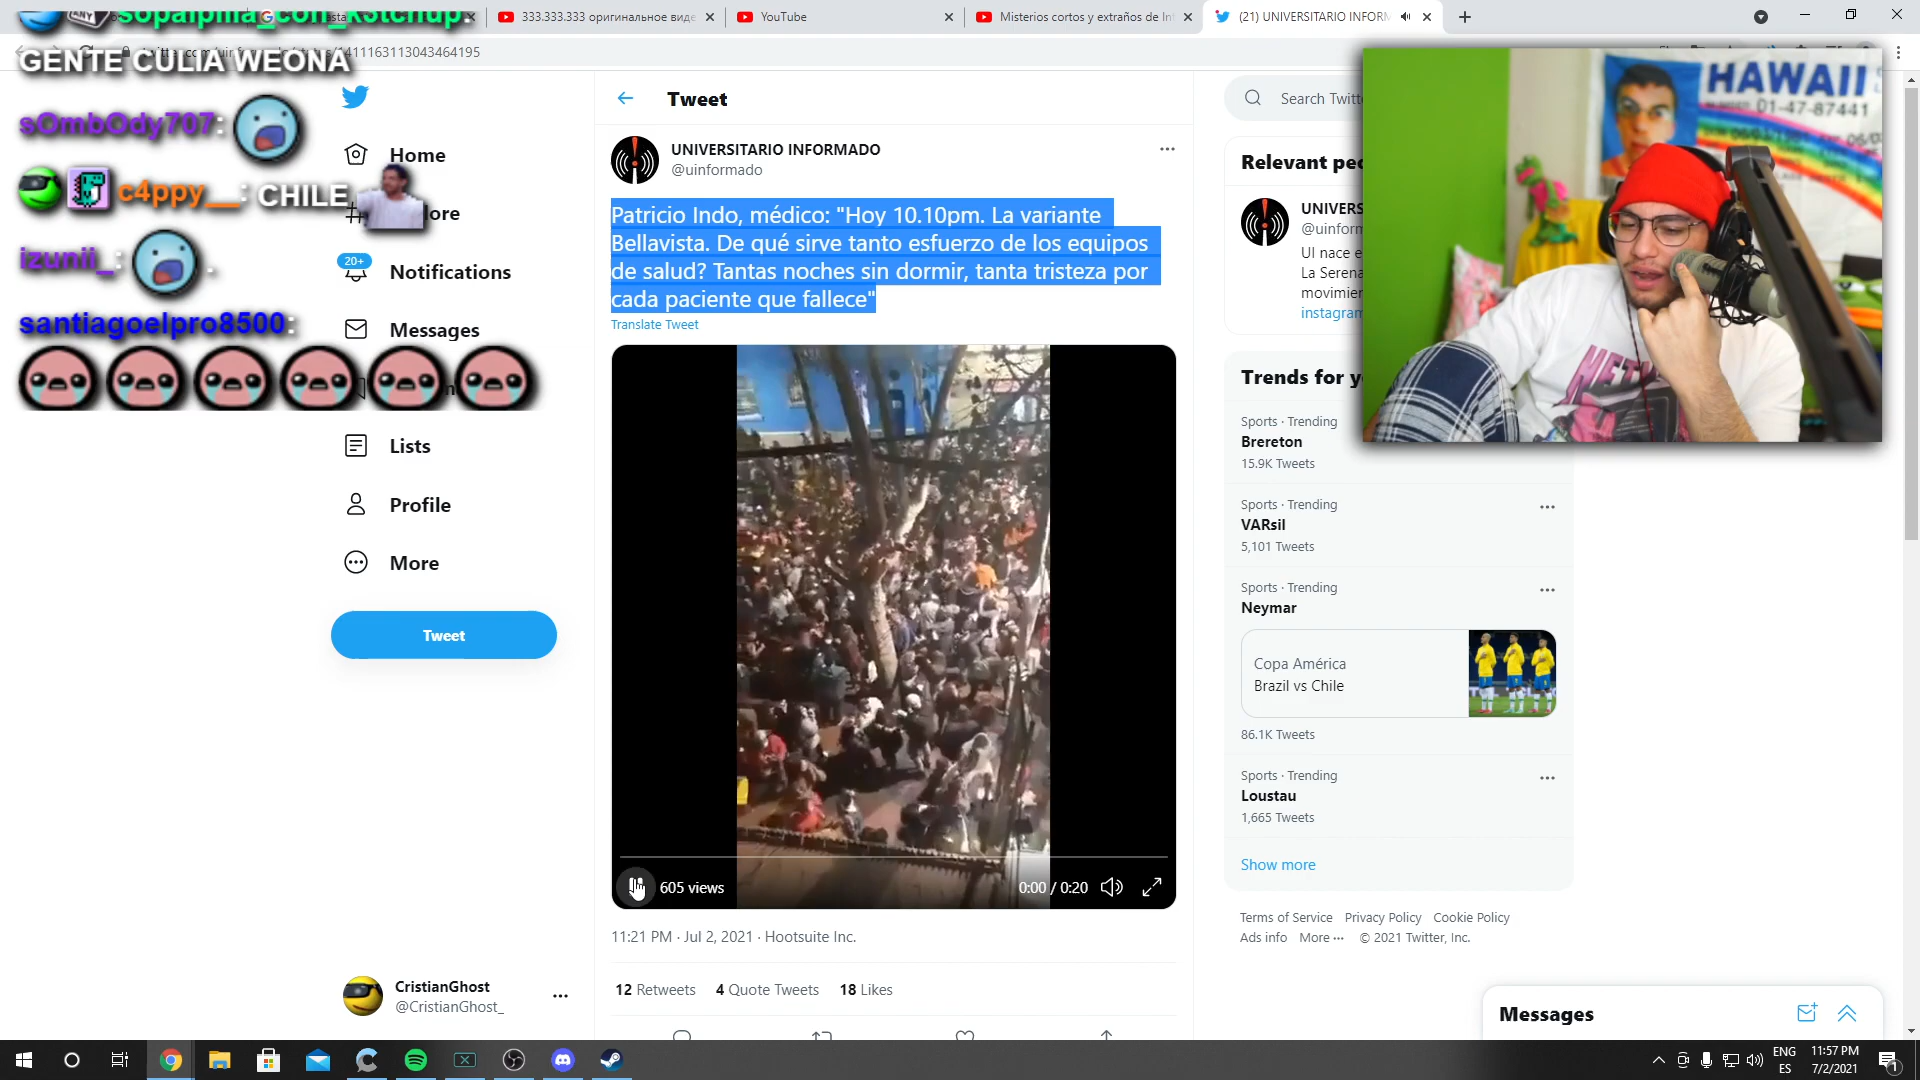 sopaipilla_con_k3tchup
333.333.333 оригинальное виде
YouTube
Misterios cortos y extraños de In
(21) UNIVERSITARIO INFORM
GENTE CULIA WEONA
1411163113043464195
HAWAII
01-47-87441
Tweet
Search Twitt
sOmbOdy707:
UNIVERSITARIO INFORMADO
@uinformado
Home
Relevant peo
c4ppy__: CHILE
lore
Patricio Indo, médico: "Hoy 10.10pm. La variante
Bellavista. De qué sirve tanto esfuerzo de los equipos
de salud? Tantas noches sin dormir, tanta tristeza por
cada paciente que fallece"
UNIVERS
@uinforn
UI nace e
La Serena
movimien
instagram
izunii_: .
20+
Notifications
santiagoelpro8500:
Messages
Translate Tweet
Trends for y
Lists
Profile
More
Tweet
Sports · Trending
Brereton
15.9K Tweets
Sports · Trending
VARsil
5,101 Tweets
Sports · Trending
Neymar
Copa América
Brazil vs Chile
86.1K Tweets
Sports · Trending
Loustau
1,665 Tweets
Show more
605 views
0:00 / 0:20
11:21 PM · Jul 2, 2021 · Hootsuite Inc.
Terms of Service Privacy Policy Cookie Policy
Ads info More ··· © 2021 Twitter, Inc.
12 Retweets 4 Quote Tweets 18 Likes
CristianGhost
@CristianGhost_
Messages
ENG
ES
11:57 PM
7/2/2021
1